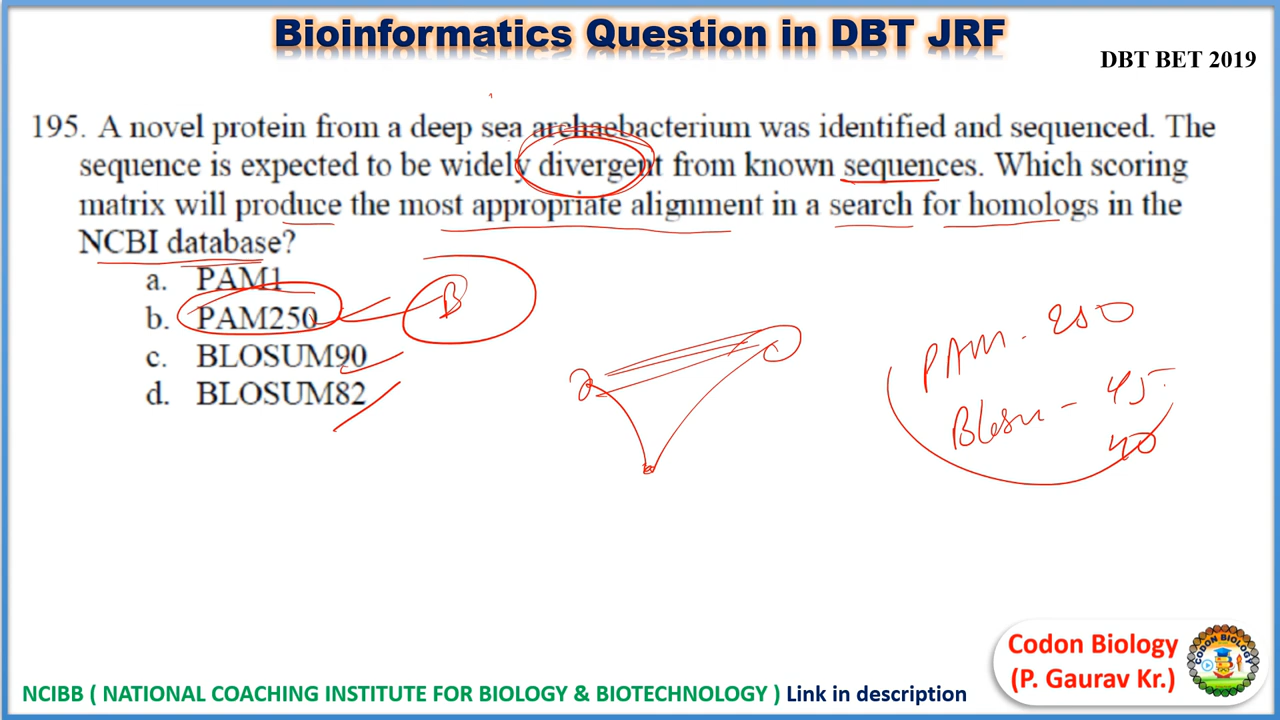 Bioinformatics Question in DBT JRF
DBT BET 2019
195. A novel protein from a deep sea archaebacterium was identified and sequenced. The
sequence is expected to be widely divergent from known sequences. Which scoring
matrix will produce the most appropriate alignment in a search for homologs in the
NCBI database?
a. PAM1
b. PAM250
B
c. BLOSUM90
d. BLOSUM82
PAM - 250
Blosu - 45
40
Codon Biology
(P. Gaurav Kr.)
CODON BIOLOGY
NCIBB ( NATIONAL COACHING INSTITUTE FOR BIOLOGY & BIOTECHNOLOGY ) Link in description